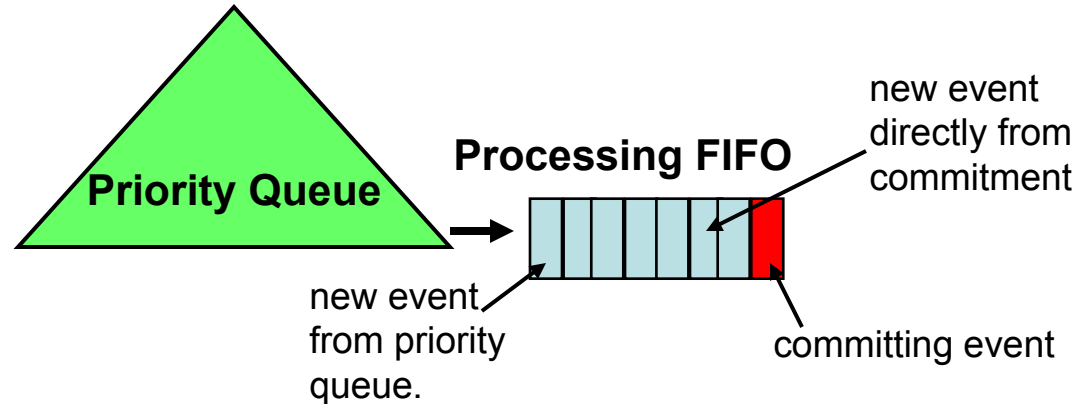 Priority Queue
Processing FIFO
new event
directly from
commitment
new event
from priority
queue.
committing event